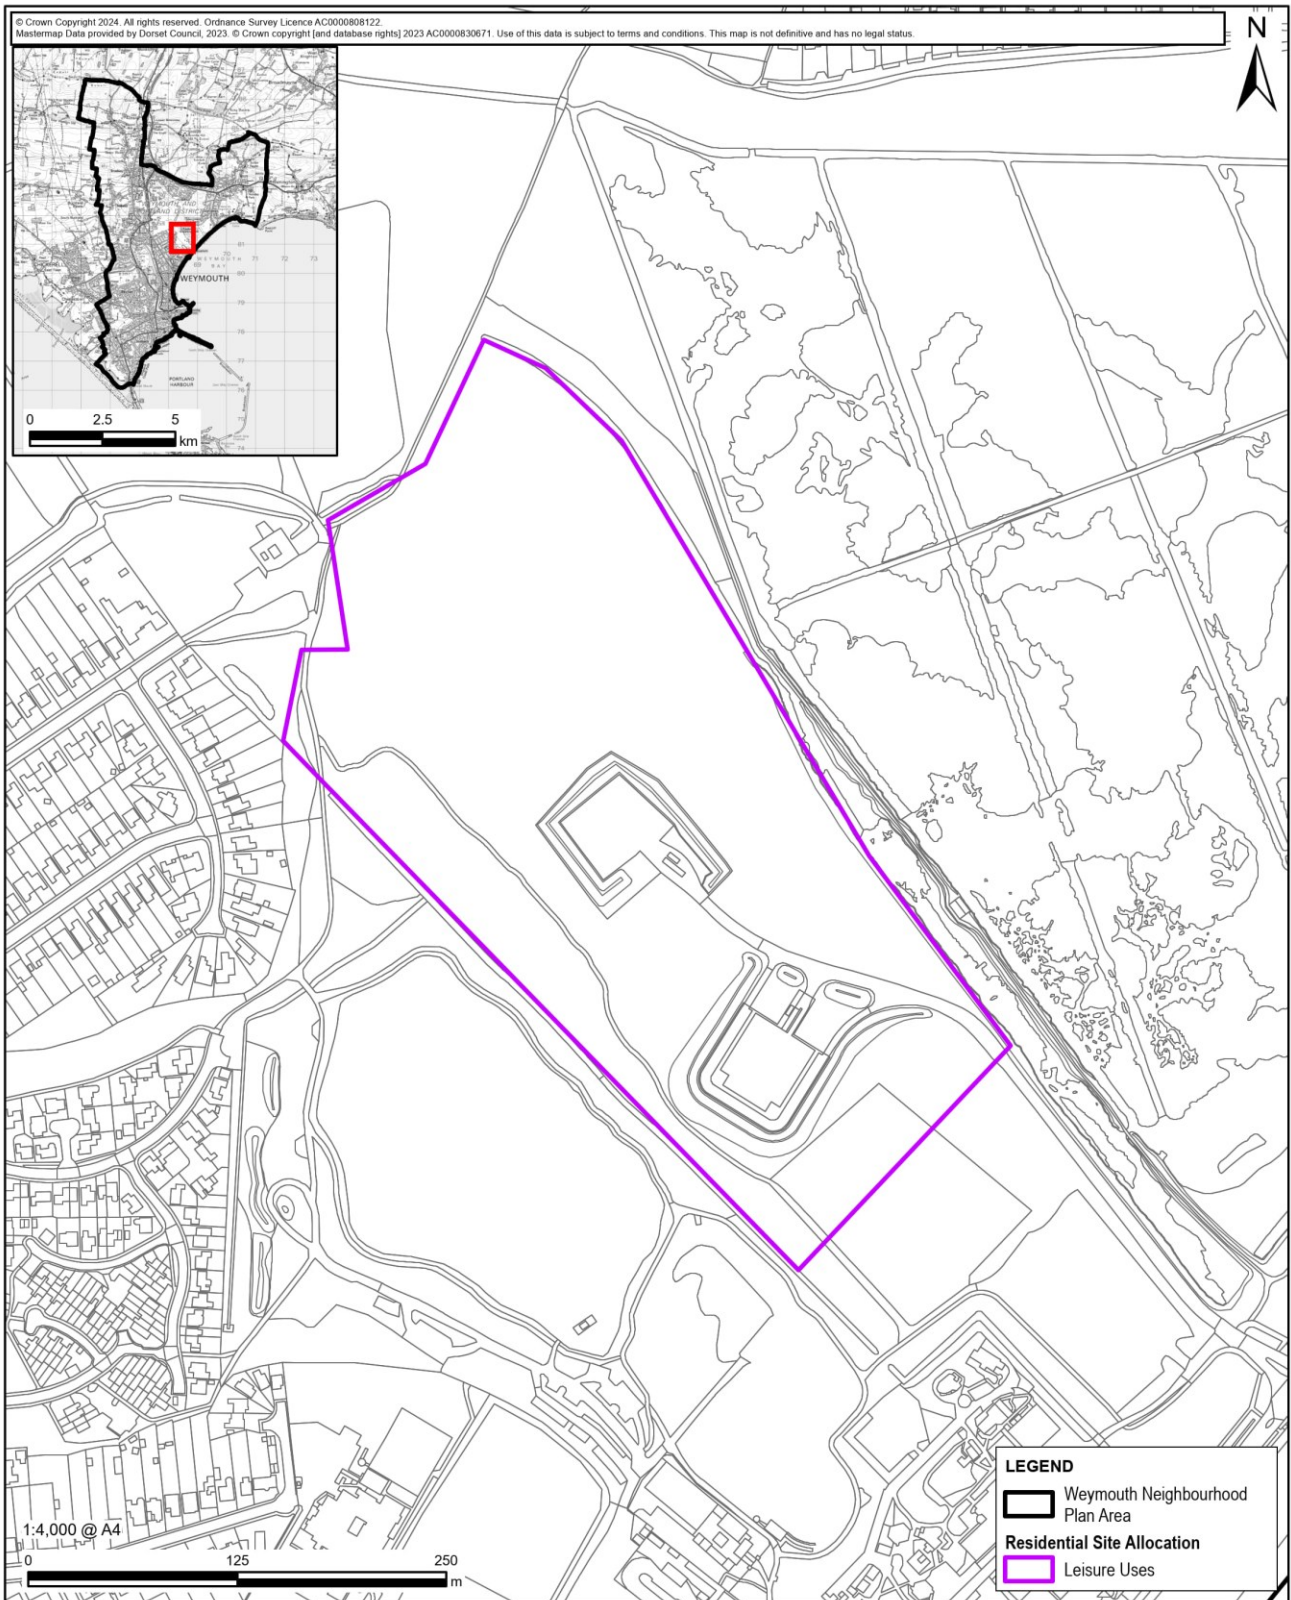 © Crown Copyright 2024. All rights reserved. Ordnance Survey Licence AC0000808122.
Mastermap Data provided by Dorset Council, 2023. © Crown copyright [and database rights] 2023 AC0000830671. Use of this data is subject to terms and conditions. This map is not definitive and has no legal status.
N
WEYMOUTH
PORTLAND
HARBOUR
0 2.5 5
km
LEGEND
Weymouth Neighbourhood
Plan Area
Residential Site Allocation
Leisure Uses
1:4,000 @ A4
0 125 250
m